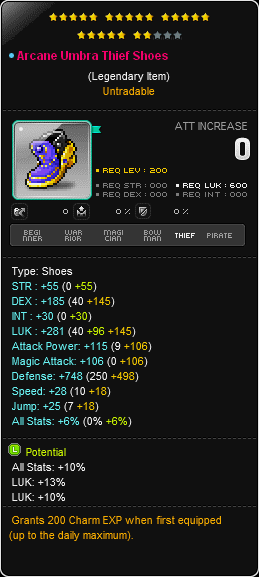 Arcane Umbra Thief Shoes
(Legendary Item)
Untradable
ATT INCREASE
0
REQ LEV : 200
REQ STR : 000 REQ LUK : 600
REQ DEX : 000 REQ INT : 000
0 0 % 0 %
BEGINNER WARRIOR MAGICIAN BOWMAN THIEF PIRATE
Type: Shoes
STR : +55 (0 +55)
DEX : +185 (40 +145)
INT : +30 (0 +30)
LUK : +281 (40 +96 +145)
Attack Power: +115 (9 +106)
Magic Attack: +106 (0 +106)
Defense: +748 (250 +498)
Speed: +28 (10 +18)
Jump: +25 (7 +18)
All Stats: +6% (0% +6%)
L Potential
All Stats: +10%
LUK: +13%
LUK: +10%
Grants 200 Charm EXP when first equipped
(up to the daily maximum).